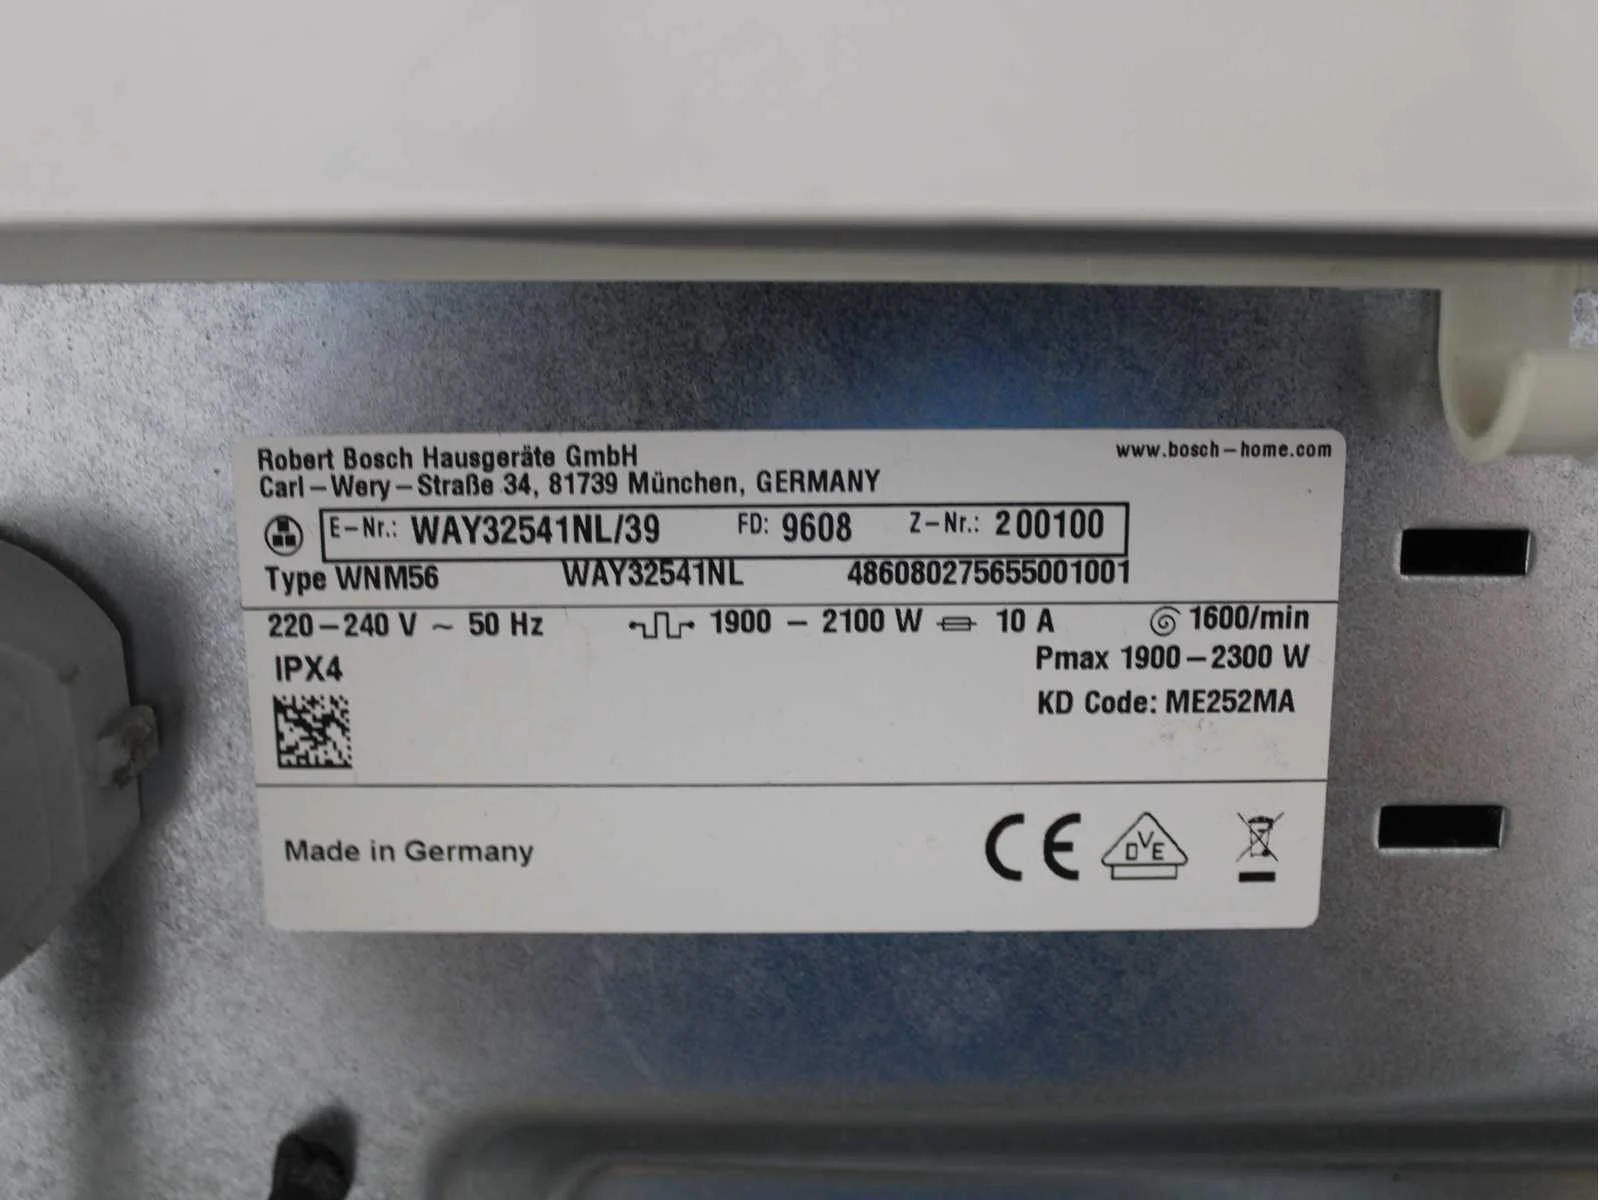 Robert Bosch Hausgeräte GmbH www.bosch-home.com
Carl-Wery-Straße 34, 81739 München, GERMANY
E-Nr.: WAY32541NL/39 FD: 9608 Z-Nr.: 200100
Type WNM56 WAY32541NL 486080275655001001
220-240 V ~ 50 Hz 1900 - 2100 W 10 A 1600/min
IPX4 Pmax 1900-2300 W
KD Code: ME252MA
Made in Germany CE DVE